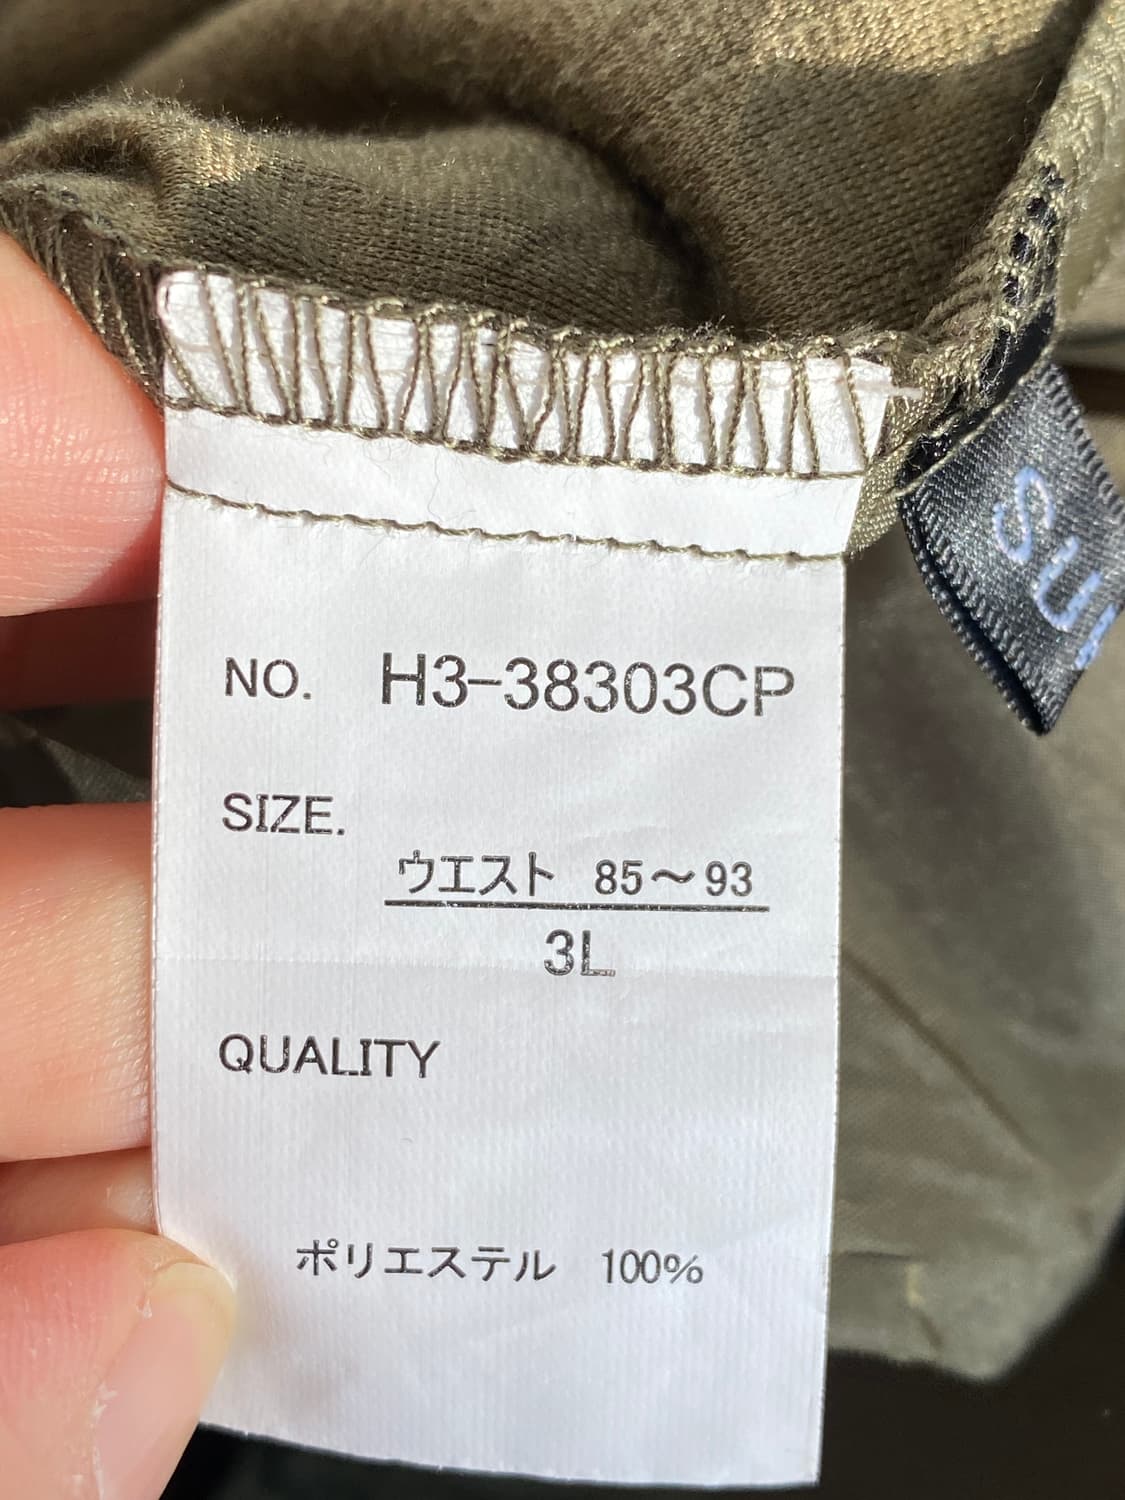 NO. H3-38303CP
SIZE.
ウエスト 85～93
3L
QUALITY
ポリエステル 100%